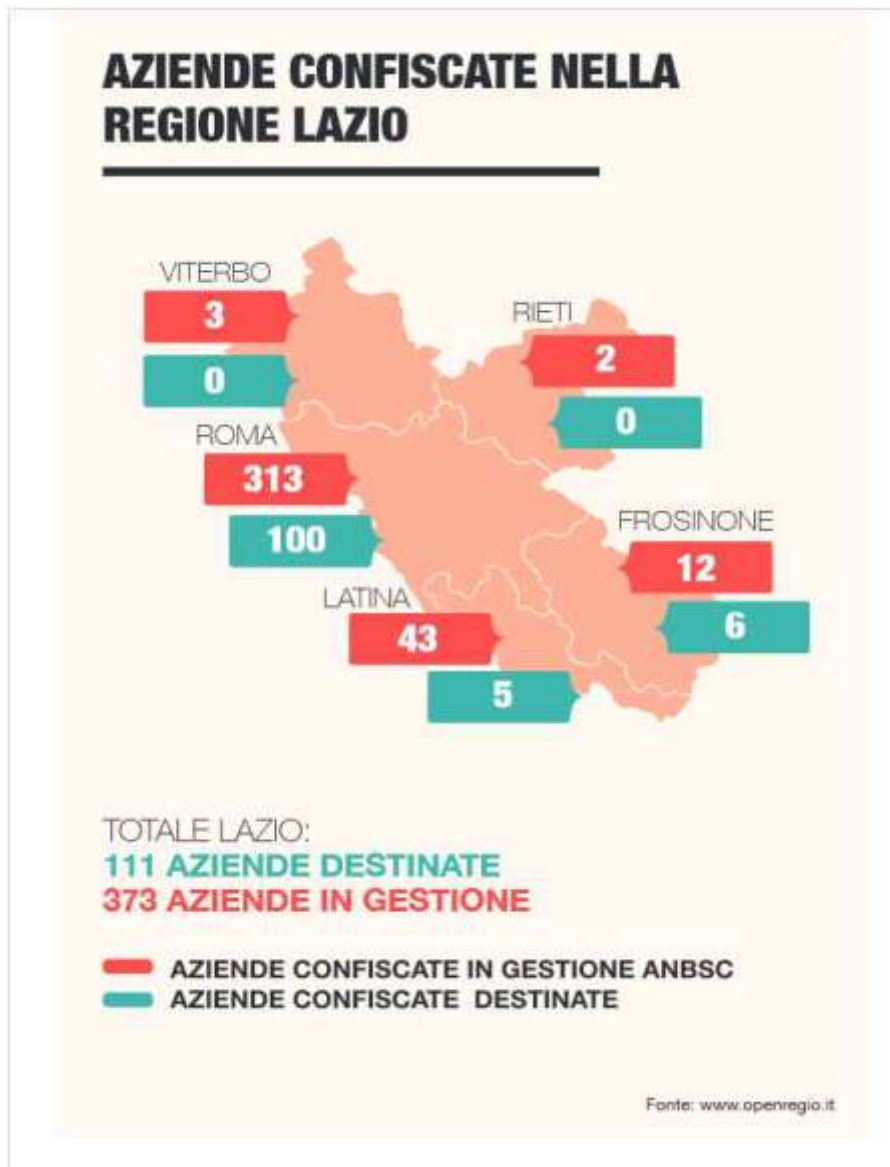 AZIENDE CONFISCATE NELLA
REGIONE LAZIO
VITERBO
3
0
RIETI
2
0
ROMA
313
100
FROSINONE
12
6
LATINA
43
5
TOTALE LAZIO:
111 AZIENDE DESTINATE
373 AZIENDE IN GESTIONE
AZIENDE CONFISCATE IN GESTIONE ANBSC
AZIENDE CONFISCATE DESTINATE
Fonte: www.openregio.it